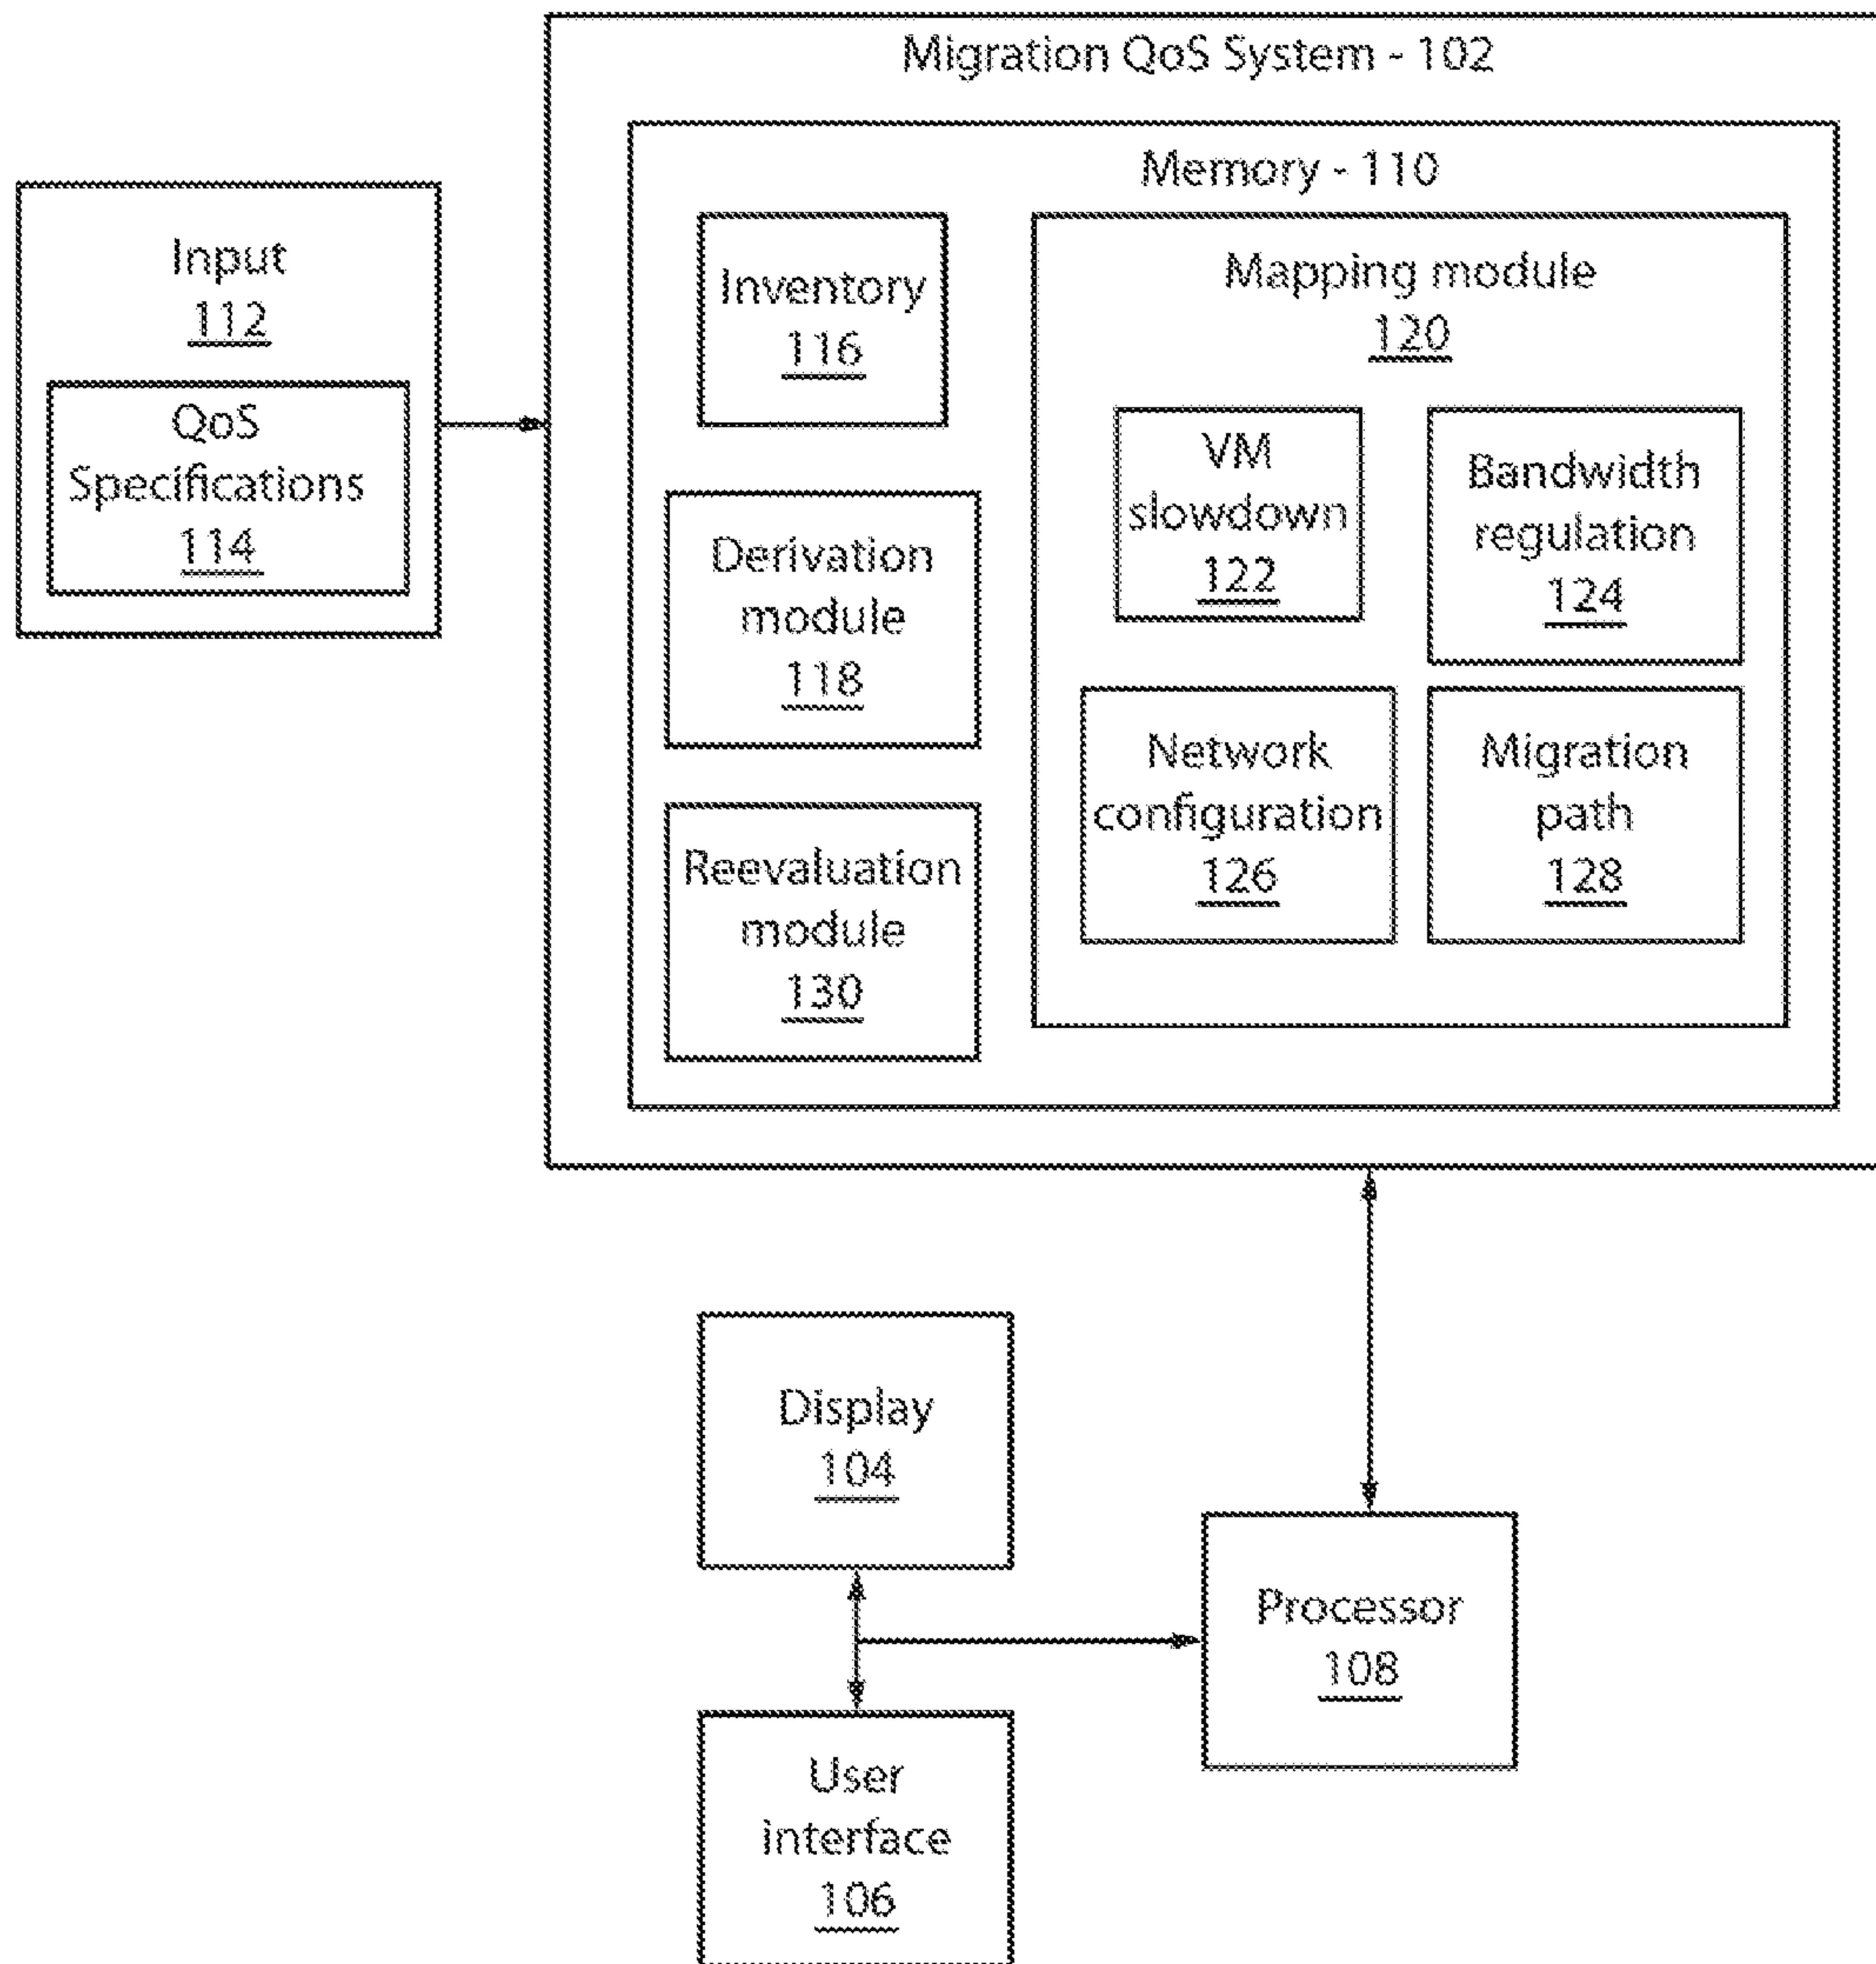 Migration QoS System - 102
Memory - 110
Input
112
QoS
Specifications
114
Inventory
116
Derivation
module
118
Reevaluation
module
130
Mapping module
120
VM
slowdown
122
Bandwidth
regulation
124
Network
configuration
126
Migration
path
128
Display
104
Processor
108
User
interface
106